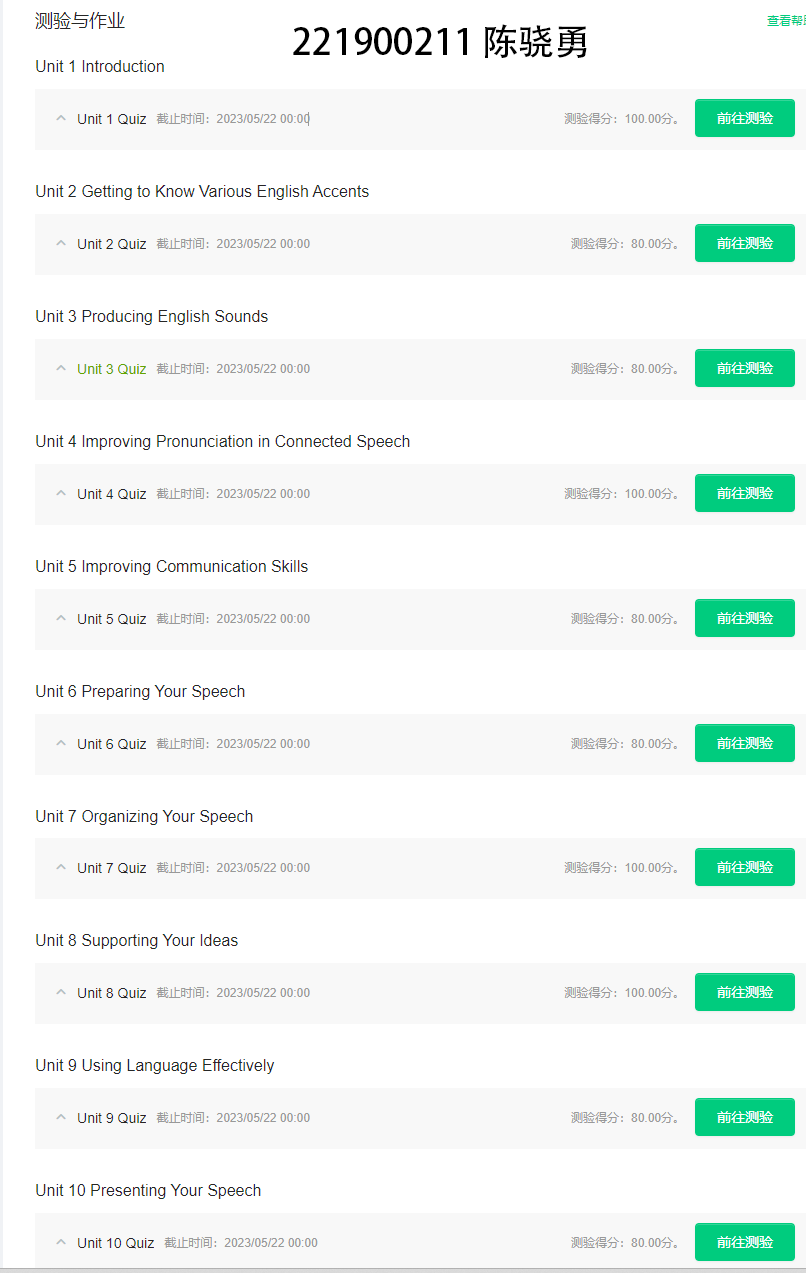 测验与作业
查看帮
221900211 陈骁勇
Unit 1 Introduction
Unit 1 Quiz 截止时间：2023/05/22 00:00 测验得分：100.00分。 前往测验
Unit 2 Getting to Know Various English Accents
Unit 2 Quiz 截止时间：2023/05/22 00:00 测验得分：80.00分。 前往测验
Unit 3 Producing English Sounds
Unit 3 Quiz 截止时间：2023/05/22 00:00 测验得分：80.00分。 前往测验
Unit 4 Improving Pronunciation in Connected Speech
Unit 4 Quiz 截止时间：2023/05/22 00:00 测验得分：100.00分。 前往测验
Unit 5 Improving Communication Skills
Unit 5 Quiz 截止时间：2023/05/22 00:00 测验得分：80.00分。 前往测验
Unit 6 Preparing Your Speech
Unit 6 Quiz 截止时间：2023/05/22 00:00 测验得分：80.00分。 前往测验
Unit 7 Organizing Your Speech
Unit 7 Quiz 截止时间：2023/05/22 00:00 测验得分：100.00分。 前往测验
Unit 8 Supporting Your Ideas
Unit 8 Quiz 截止时间：2023/05/22 00:00 测验得分：100.00分。 前往测验
Unit 9 Using Language Effectively
Unit 9 Quiz 截止时间：2023/05/22 00:00 测验得分：80.00分。 前往测验
Unit 10 Presenting Your Speech
Unit 10 Quiz 截止时间：2023/05/22 00:00 测验得分：80.00分。 前往测验